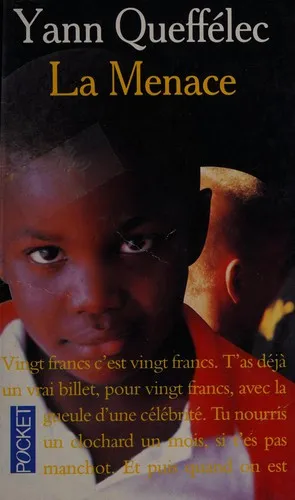 Yann Queffélec
La Menace
Vingt francs c'est vingt francs. T'as déjà
un vrai billet, pour vingt francs, avec la
gueule d'une célébrité. Tu nourris
un clochard un mois, si t'es pas
manchot. Et puis quand on est
POCKET